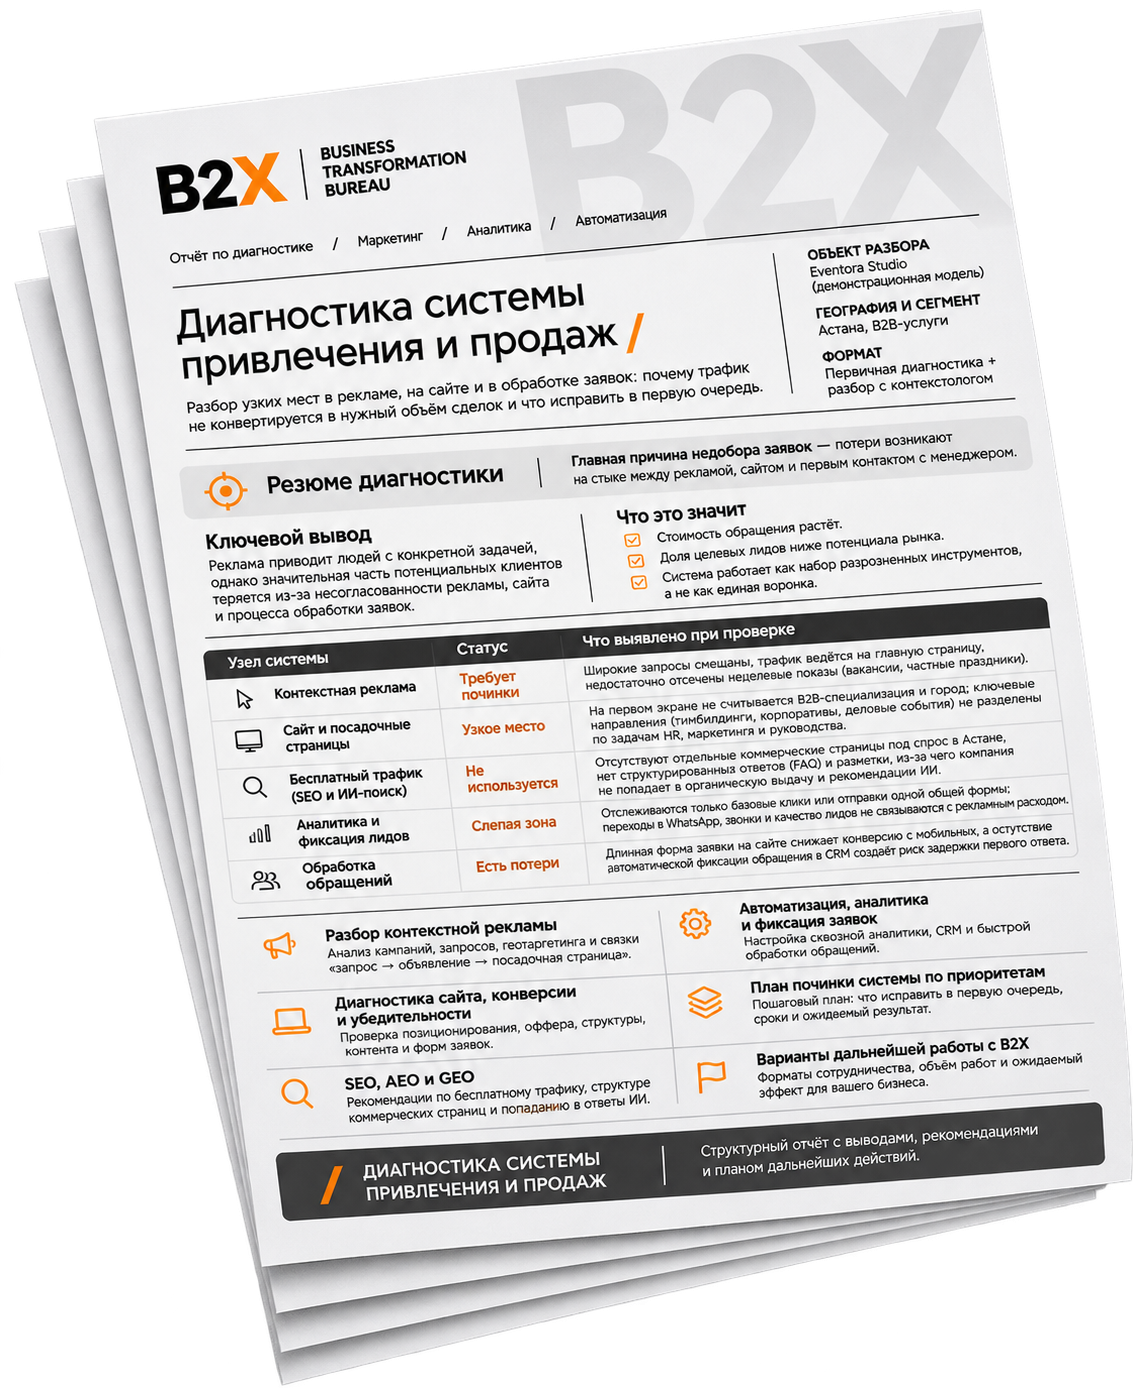 B2X
B2X
BUSINESS
TRANSFORMATION
BUREAU
Отчёт по диагностике / Маркетинг / Аналитика / Автоматизация
Диагностика системы
привлечения и продаж /
Разбор узких мест в рекламе, на сайте и в обработке заявок: почему трафик
не конвертируется в нужный объём сделок и что исправить в первую очередь.
ОБЪЕКТ РАЗБОРА
Eventora Studio
(демонстрационная модель)
ГЕОГРАФИЯ И СЕГМЕНТ
Астана, B2B-услуги
ФОРМАТ
Первичная диагностика +
разбор с контекстологом
Резюме диагностики
Главная причина недобора заявок — потери возникают
на стыке между рекламой, сайтом и первым контактом с менеджером.
Ключевой вывод
Реклама приводит людей с конкретной задачей,
однако значительная часть потенциальных клиентов
теряется из-за несогласованности рекламы, сайта
и процесса обработки заявок.
Что это значит
Стоимость обращения растёт.
Доля целевых лидов ниже потенциала рынка.
Система работает как набор разрозненных инструментов,
а не как единая воронка.
Узел системы Статус Что выявлено при проверке
Контекстная реклама
Требует
починки
Широкие запросы смешаны, трафик ведётся на главную страницу,
недостаточно отсечены нецелевые показы (вакансии, частные праздники).
Сайт и посадочные
страницы
Узкое место
На первом экране не считывается B2B-специализация и город; ключевые
направления (тимбилдинги, корпоративы, деловые события) не разделены
по задачам HR, маркетинга и руководства.
Бесплатный трафик
(SEO и ИИ-поиск)
Не
используется
Отсутствуют отдельные коммерческие страницы под спрос в Астане,
нет структурированных ответов (FAQ) и разметки, из-за чего компания
не попадает в органическую выдачу и рекомендации ИИ.
Аналитика и
фиксация лидов
Слепая зона
Отслеживаются только базовые клики или отправки одной общей формы;
переходы в WhatsApp, звонки и качество лидов не связываются с рекламным расходом.
Обработка
обращений
Есть потери
Длинная форма заявки на сайте снижает конверсию с мобильных, а остутствие
автоматической фиксации обращения в CRM создаёт риск задержки первого ответа.
Разбор контекстной рекламы
Анализ кампаний, запросов, геотаргетинга и связки
«запрос → объявление → посадочная страница».
Автоматизация, аналитика
и фиксация заявок
Настройка сквозной аналитики, CRM и быстрой
обработки обращений.
Диагностика сайта, конверсии
и убедительности
Проверка позиционирования, оффера, структуры,
контента и форм заявок.
План починки системы по приоритетам
Пошаговый план: что исправить в первую очередь,
сроки и ожидаемый результат.
SEO, AEO и GEO
Рекомендации по бесплатному трафику, структуре
коммерческих страниц и попаданию в ответы ИИ.
Варианты дальнейшей работы с B2X
Форматы сотрудничества, объём работ и ожидаемый
эффект для вашего бизнеса.
/ ДИАГНОСТИКА СИСТЕМЫ
ПРИВЛЕЧЕНИЯ И ПРОДАЖ
Структурный отчёт с выводами, рекомендациями
и планом дальнейших действий.